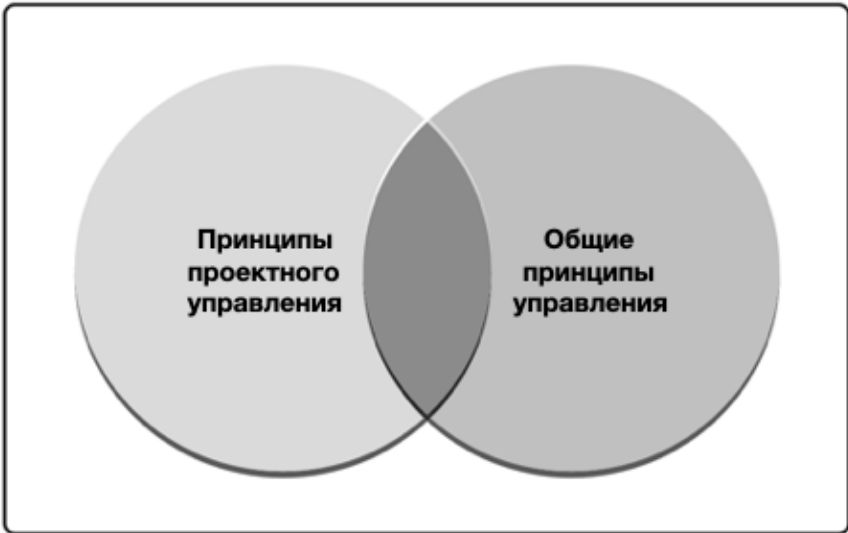 Принципы
проектного
управления
Общие
принципы
управления